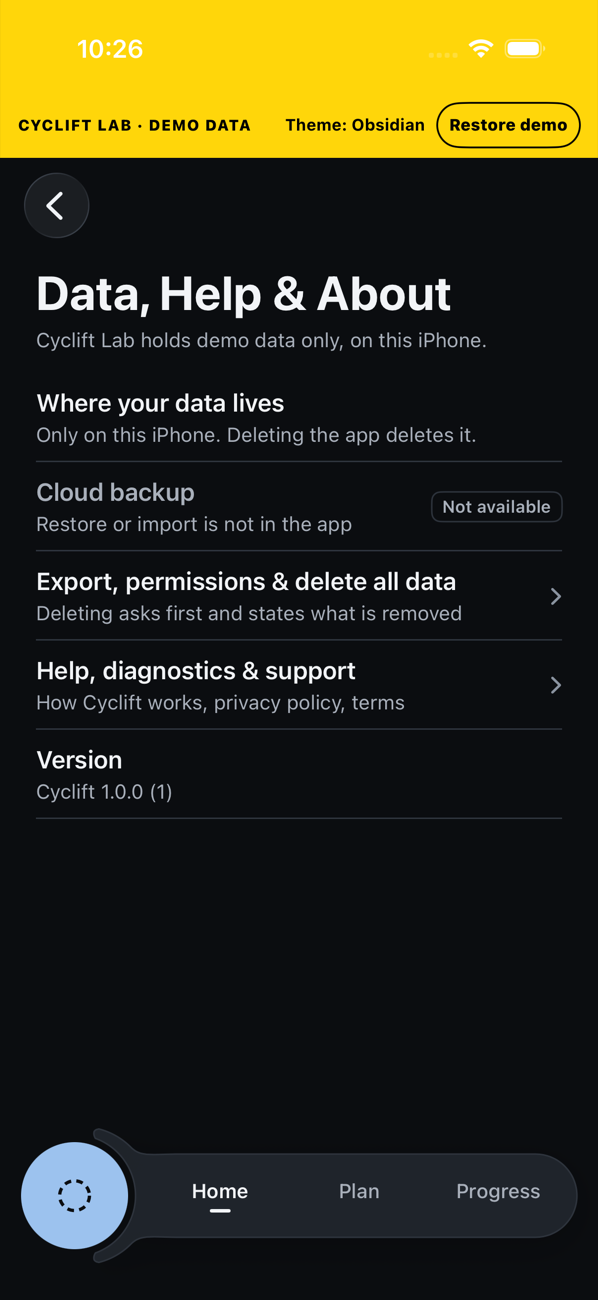 10:26
CYCLIFT LAB · DEMO DATA
Theme: Obsidian
Restore demo
Data, Help & About
Cyclift Lab holds demo data only, on this iPhone.
Where your data lives
Only on this iPhone. Deleting the app deletes it.
Cloud backup
Restore or import is not in the app
Not available
Export, permissions & delete all data
Deleting asks first and states what is removed
Help, diagnostics & support
How Cyclift works, privacy policy, terms
Version
Cyclift 1.0.0 (1)
Home
Plan
Progress